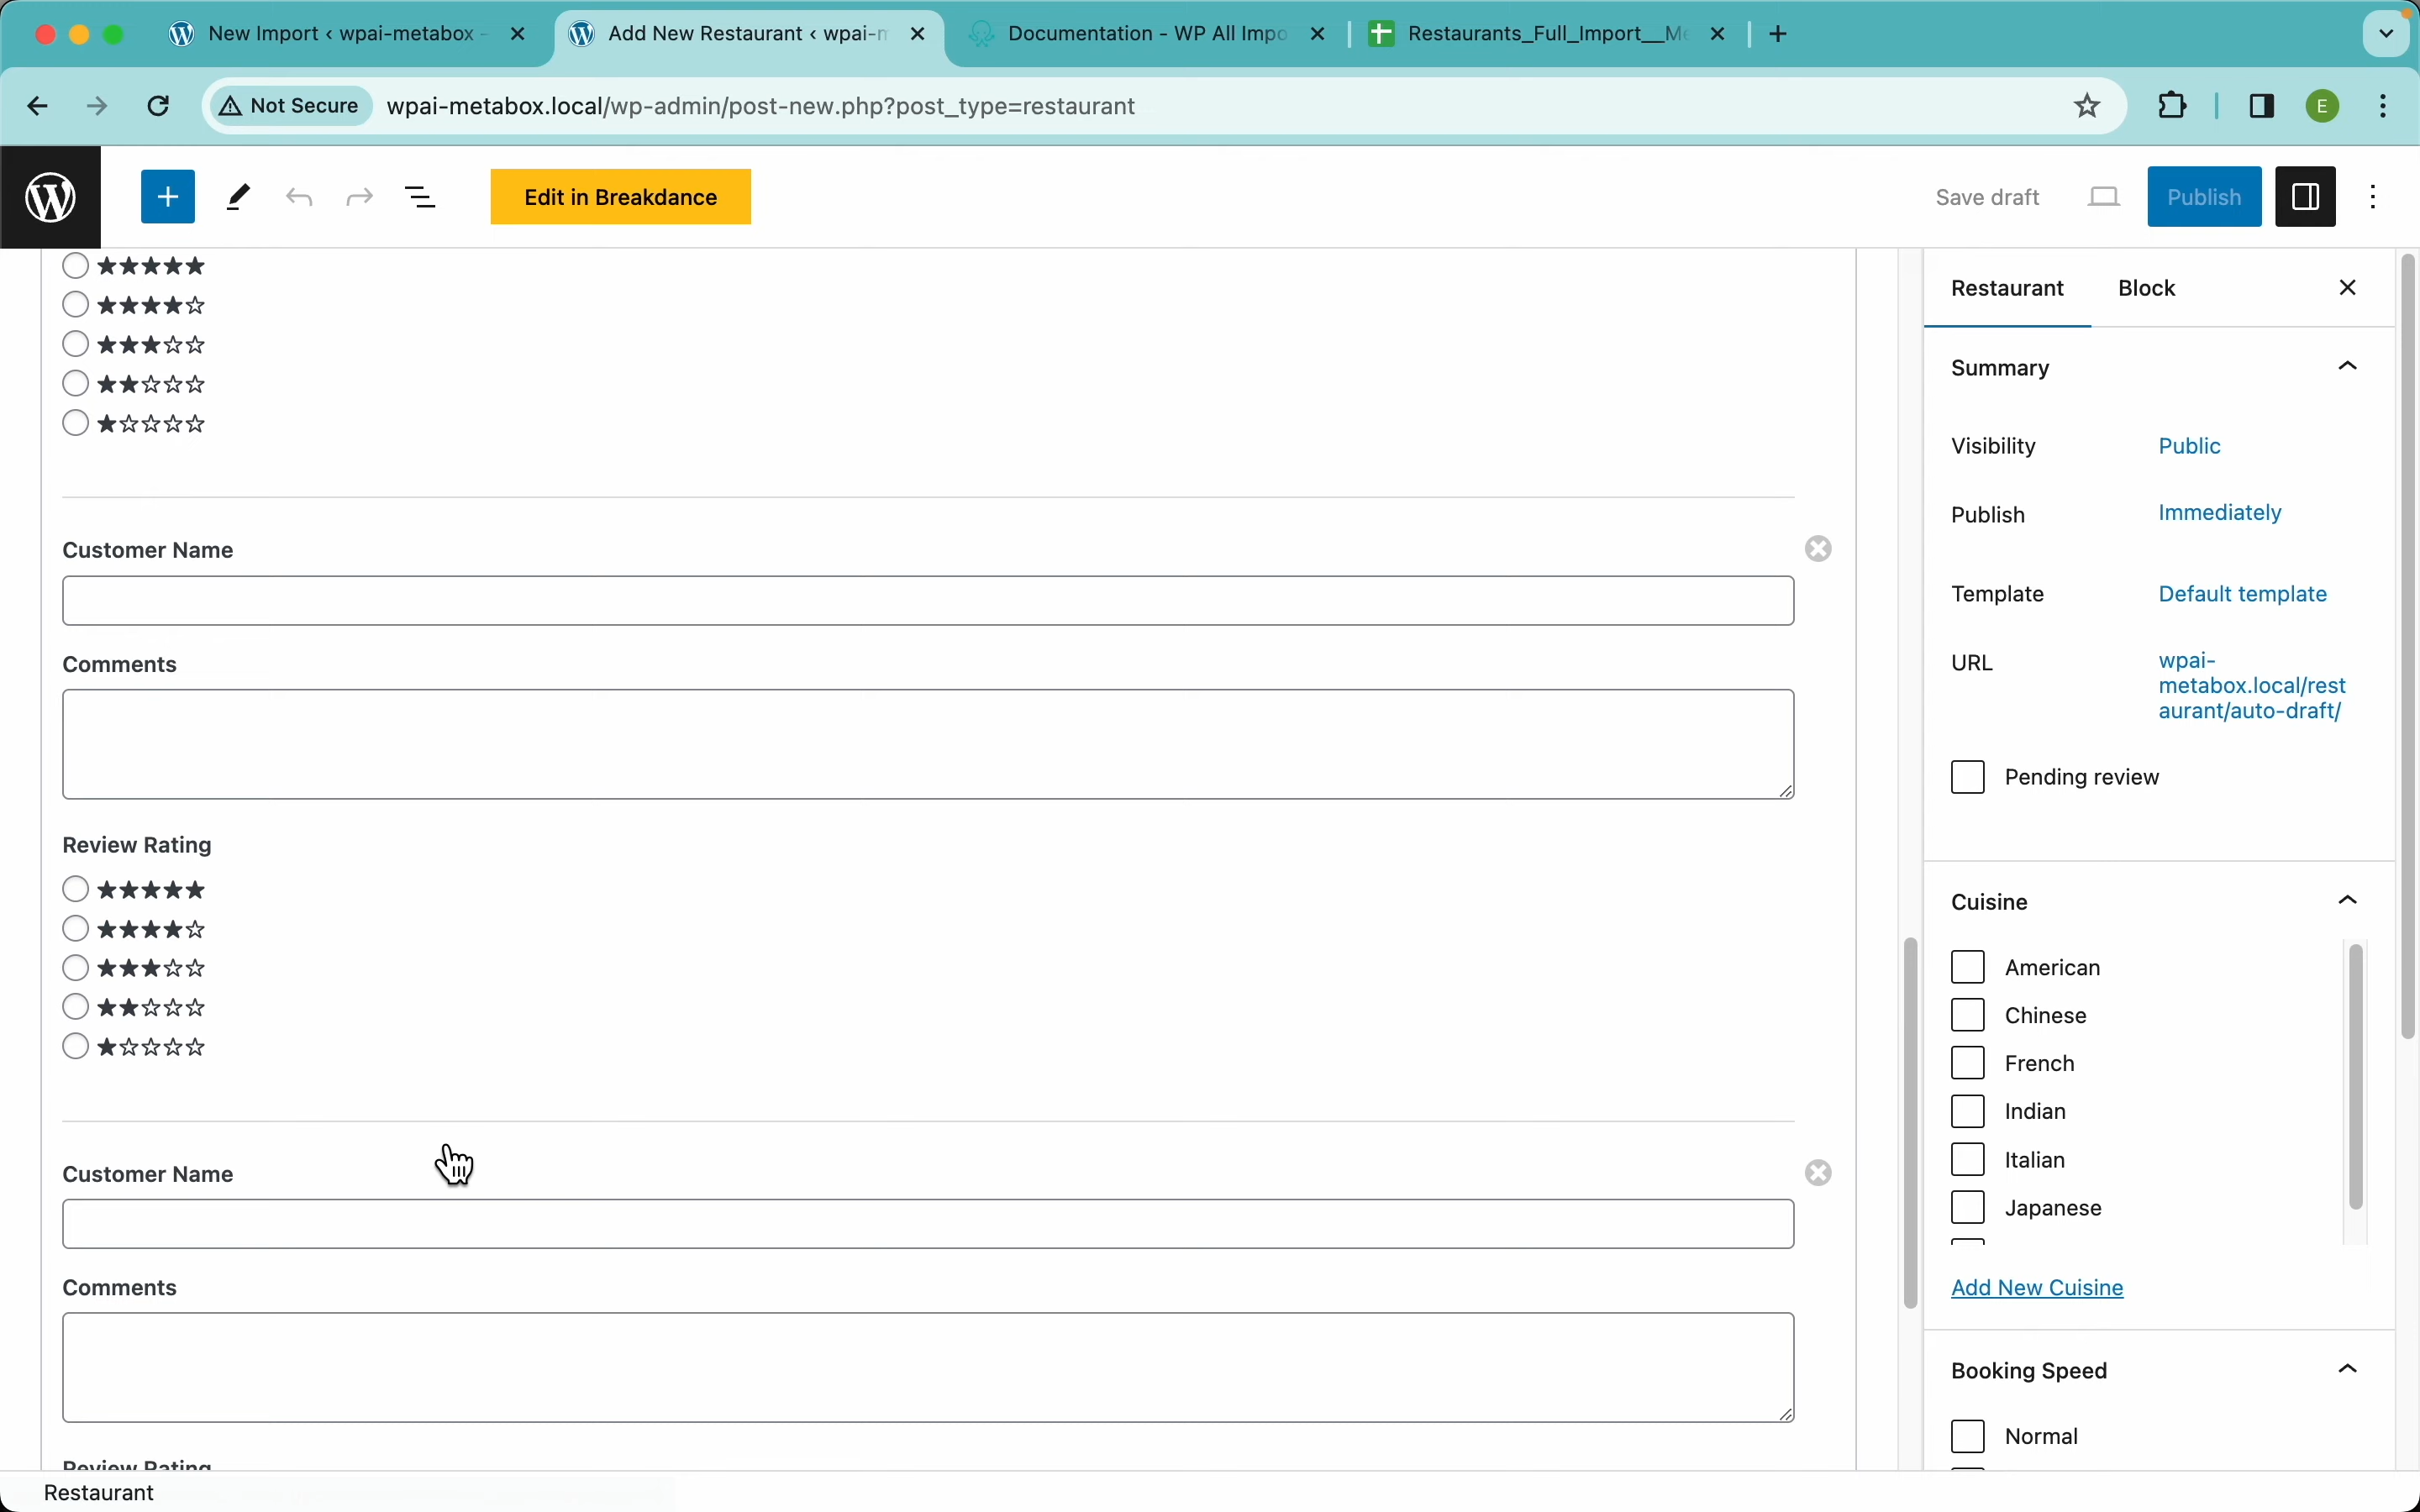 New Import ‹ wpai-metabox -
Add New Restaurant ‹ wpai-m
Documentation - WP All Impo
Restaurants_Full_Import__Me
Not Secure
wpai-metabox.local/wp-admin/post-new.php?post_type=restaurant
E
Edit in Breakdance
Save draft
Publish
★★★★★
★★★★☆
★★★☆☆
★★☆☆☆
★☆☆☆☆
Customer Name
Comments
Review Rating
★★★★★
★★★★☆
★★★☆☆
★★☆☆☆
★☆☆☆☆
Customer Name
Comments
Review Rating
Restaurant
Restaurant Block
Summary
Visibility Public
Publish Immediately
Template Default template
URL wpai-
metabox.local/rest
aurant/auto-draft/
Pending review
Cuisine
American
Chinese
French
Indian
Italian
Japanese
Add New Cuisine
Booking Speed
Normal